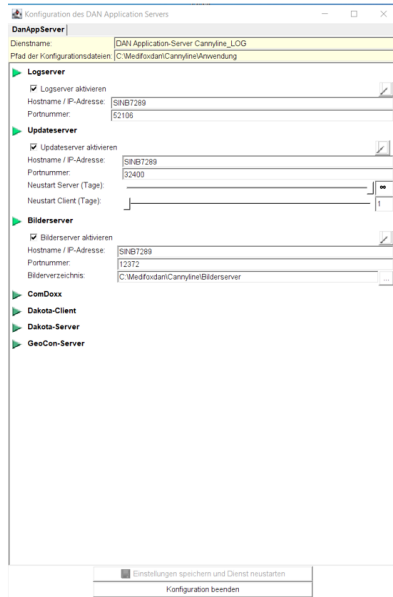 Konfiguration des DAN Application Servers
DanAppServer
Dienstname: DAN Application-Server Cannyline_LOG
Pfad der Konfigurationsdateien: C:\Medifoxdan\Cannyline\Anwendung
Logserver
Logserver aktivieren
Hostname / IP-Adresse: SINB7289
Portnummer: 52106
Updateserver
Updateserver aktivieren
Hostname / IP-Adresse: SINB7289
Portnummer: 32400
Neustart Server (Tage): ∞
Neustart Client (Tage): 1
Bilderserver
Bilderserver aktivieren
Hostname / IP-Adresse: SINB7289
Portnummer: 12372
Bilderverzeichnis: C:\Medifoxdan\Cannyline\Bilderserver ...
ComDoxx
Dakota-Client
Dakota-Server
GeoCon-Server
Einstellungen speichern und Dienst neustarten
Konfiguration beenden